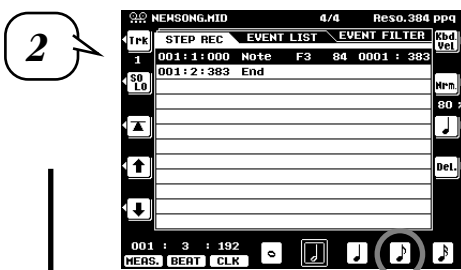 2
NEWSONG.MID 4/4 Reso.384 ppq
Trk STEP REC EVENT LIST EVENT FILTER Kbd. Vel
1 001:1:000 Note F3 84 0001 : 383
SO LO 001:2:383 End Nrm.
80
Del.
001 : 3 : 192
MEAS. BEAT CLK